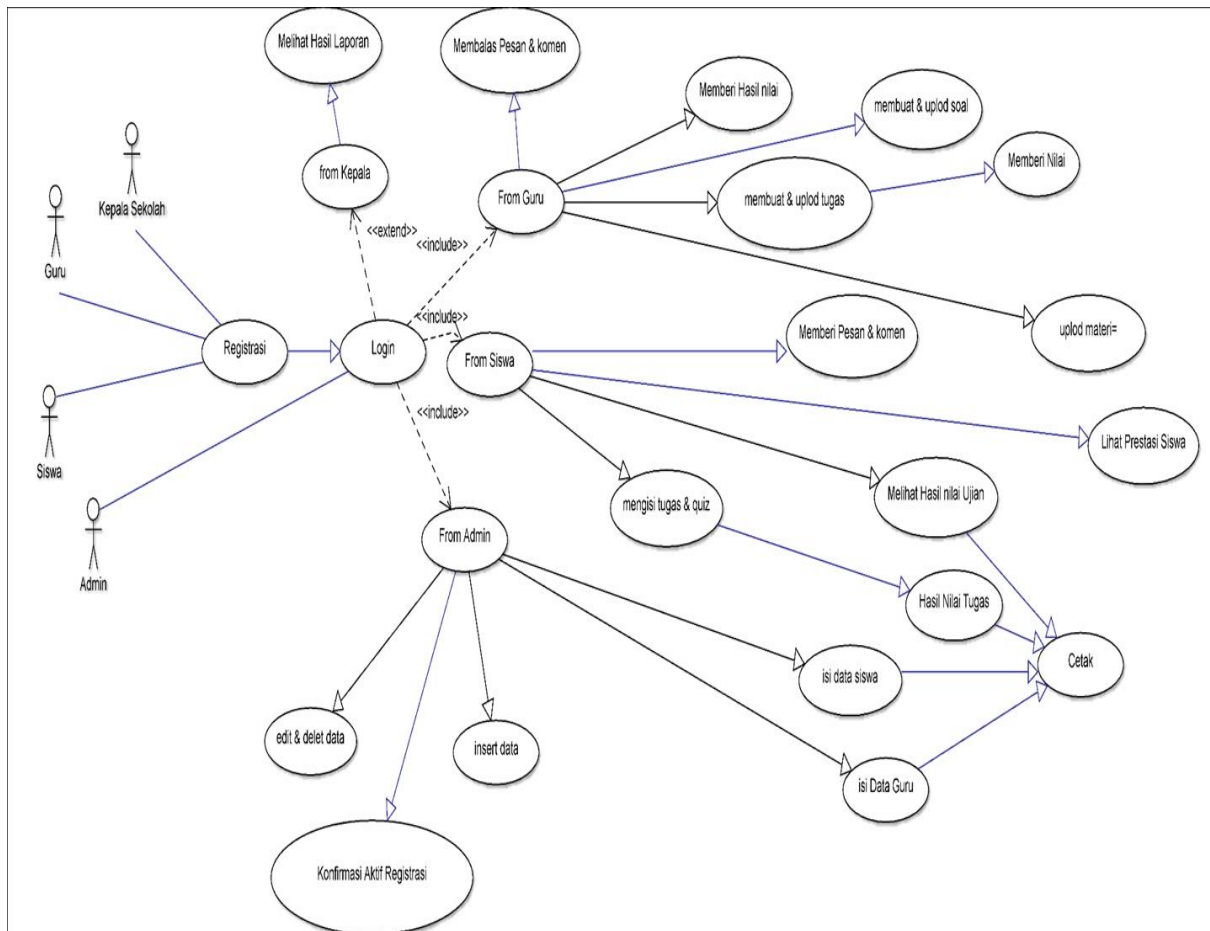 Melihat Hasil Laporan
Membalas Pesan & komen
Memberi Hasil nilai
membuat & uplod soal
Memberi Nilai
Kepala Sekolah
from Kepala
From Guru
membuat & uplod tugas
Guru
<<extend>>
<<include>>
Registrasi
Login
<<include>>
From Siswa
Memberi Pesan & komen
uplod materi=
Siswa
<<include>>
Lihat Prestasi Siswa
mengisi tugas & quiz
Melihat Hasil nilai Ujian
Admin
From Admin
Hasil Nilai Tugas
Cetak
isi data siswa
edit & delet data
insert data
isi Data Guru
Konfirmasi Aktif Registrasi